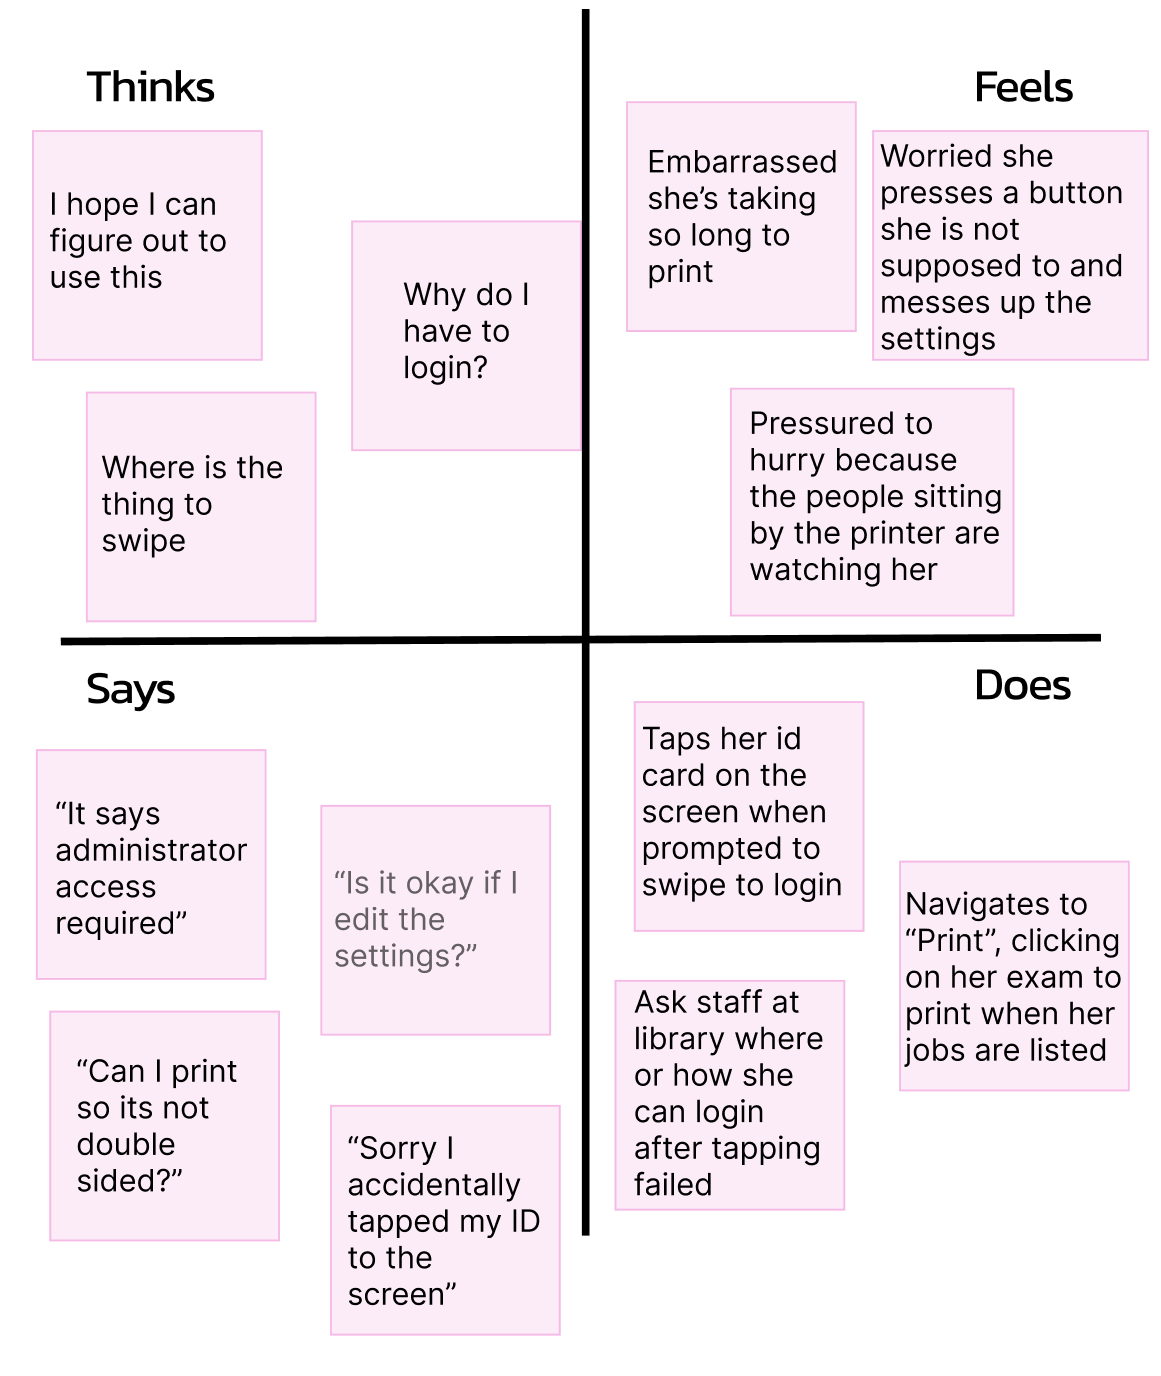 Thinks
I hope I can
figure out to
use this
Why do I
have to
login?
Where is the
thing to
swipe
Feels
Embarrassed
she’s taking
so long to
print
Worried she
presses a button
she is not
supposed to and
messes up the
settings
Pressured to
hurry because
the people sitting
by the printer are
watching her
Says
“It says
administrator
access
required”
“Is it okay if I
edit the
settings?”
“Can I print
so its not
double
sided?”
“Sorry I
accidentally
tapped my ID
to the
screen”
Does
Taps her id
card on the
screen when
prompted to
swipe to login
Navigates to
“Print”, clicking
on her exam to
print when her
jobs are listed
Ask staff at
library where
or how she
can login
after tapping
failed